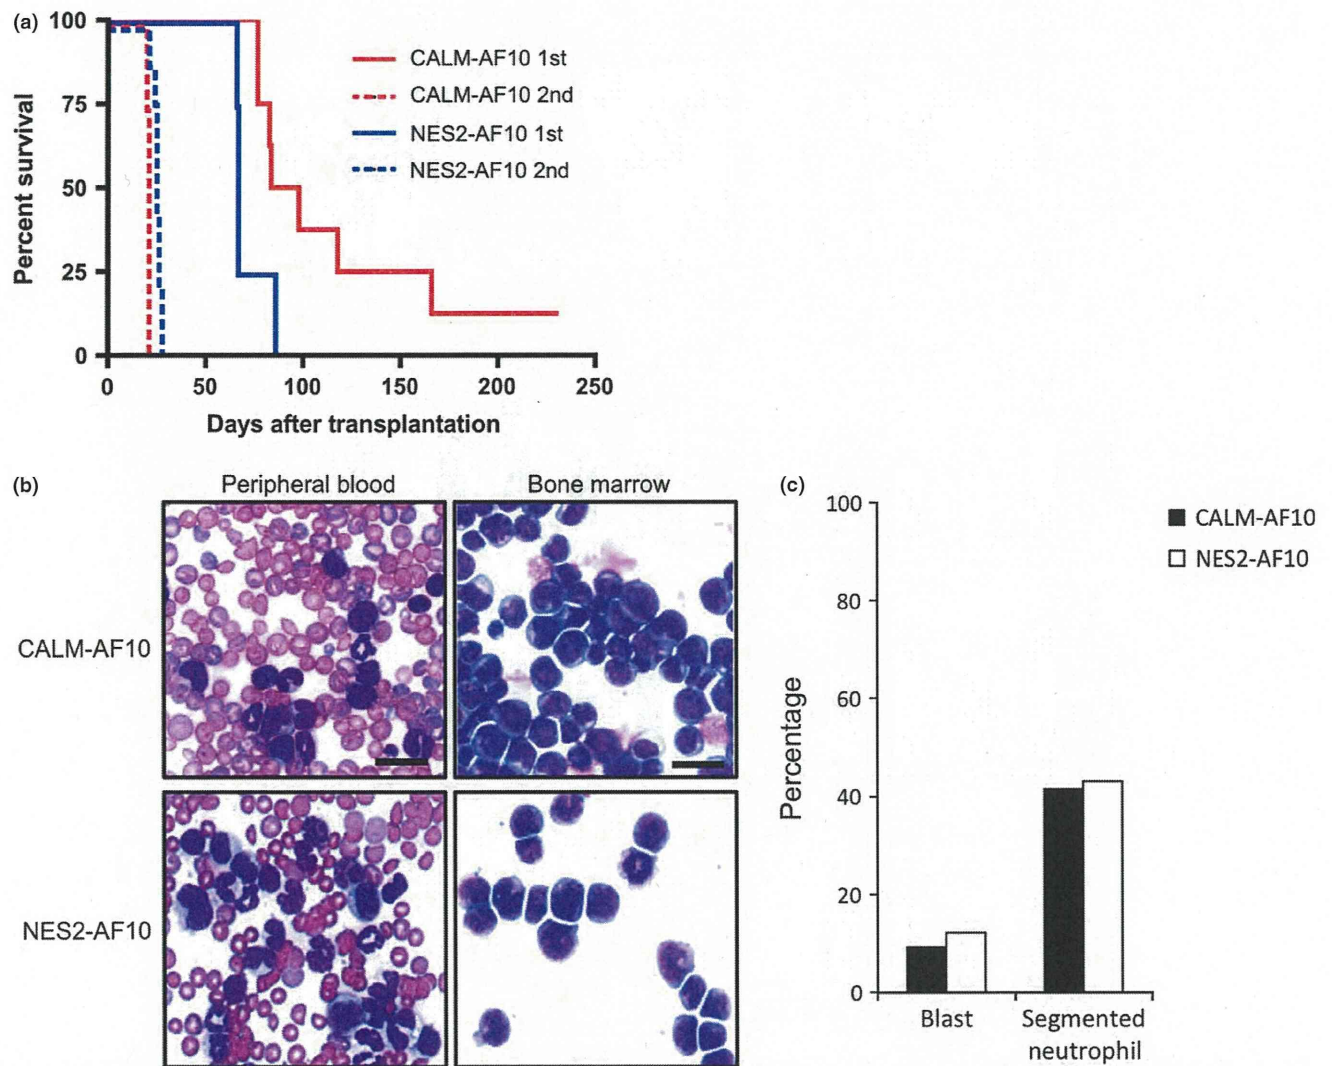 (a)
100
75
50
25
0
Percent survival
0 50 100 150 200 250
Days after transplantation
CALM-AF10 1st
CALM-AF10 2nd
NES2-AF10 1st
NES2-AF10 2nd
(b)
Peripheral blood Bone marrow
CALM-AF10
NES2-AF10
(c)
100
80
60
40
20
0
Percentage
CALM-AF10
NES2-AF10
Blast Segmented
neutrophil